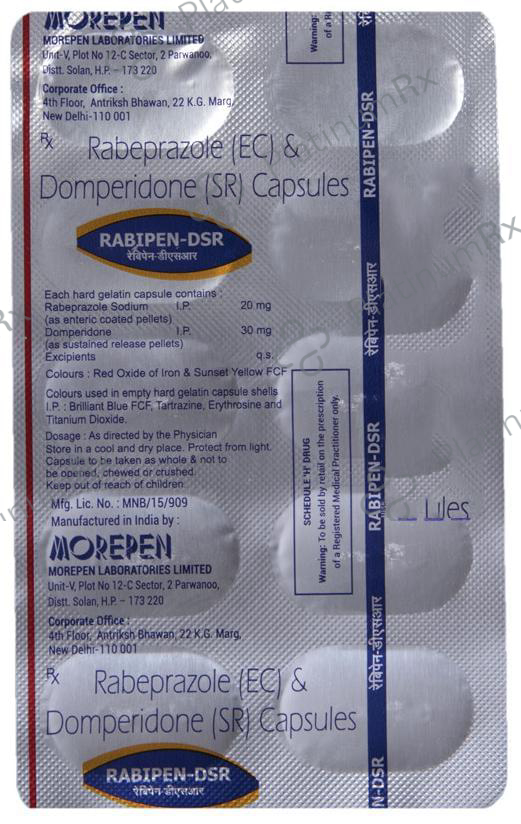 MOREPEN
MOREPEN LABORATORIES LIMITED
Unit-V, Plot No 12-C Sector, 2 Parwanoo,
Distt. Solan, H.P. – 173 220
Corporate Office :
4th Floor, Antriksh Bhawan, 22 K.G. Marg,
New Delhi-110 001
Rx Rabeprazole (EC) &
Domperidone (SR) Capsules
RABIPEN-DSR
रेबिपेन-डीएसआर
Each hard gelatin capsule contains :
Rabeprazole Sodium I.P. 20 mg
(as enteric coated pellets)
Domperidone I.P. 30 mg
(as sustained release pellets)
Excipients q.s.
Colours : Red Oxide of Iron & Sunset Yellow FCF
Colours used in empty hard gelatin capsule shells
I.P. : Brilliant Blue FCF, Tartrazine, Erythrosine and
Titanium Dioxide.
Dosage : As directed by the Physician
Store in a cool and dry place. Protect from light.
Capsule to be taken as whole & not to
be opened, chewed or crushed.
Keep out of reach of children.
Mfg. Lic. No. : MNB/15/909
Manufactured in India by :
MOREPEN
MOREPEN LABORATORIES LIMITED
Unit-V, Plot No 12-C Sector, 2 Parwanoo,
Distt. Solan, H.P. – 173 220
Corporate Office :
4th Floor, Antriksh Bhawan, 22 K.G. Marg,
New Delhi-110 001
Rx Rabeprazole (EC) &
Domperidone (SR) Capsules
RABIPEN-DSR
रेबिपेन-डीएसआर
Warning:
of a R
SCHEDULE 'H' DRUG
Warning: To be sold by retail on the prescription
of a Registered Medical Practitioner only.
RABIPEN-DSR
रेबिपेन-डीएसआर
RABIPEN-DSR
रेबिपेन-डीएसआर
N-DSR
ules